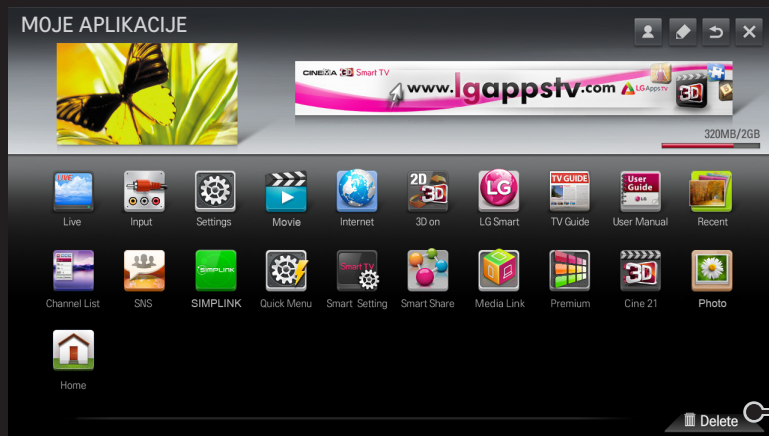 MOJE APLIKACIJE
CINEMA 3D Smart TV
www.lgappstv.com LG Apps TV
3D
320MB/2GB
LIVE
2D
3D
LG
TV GUIDE
User
Guide
LG
Live Input Settings Movie Internet 3D on LG Smart TV Guide User Manual Recent
SIMPLINK
Smart TV
3D
Channel List SNS SIMPLINK Quick Menu Smart Setting Smart Share Media Link Premium Cine 21 Photo
Home
Delete